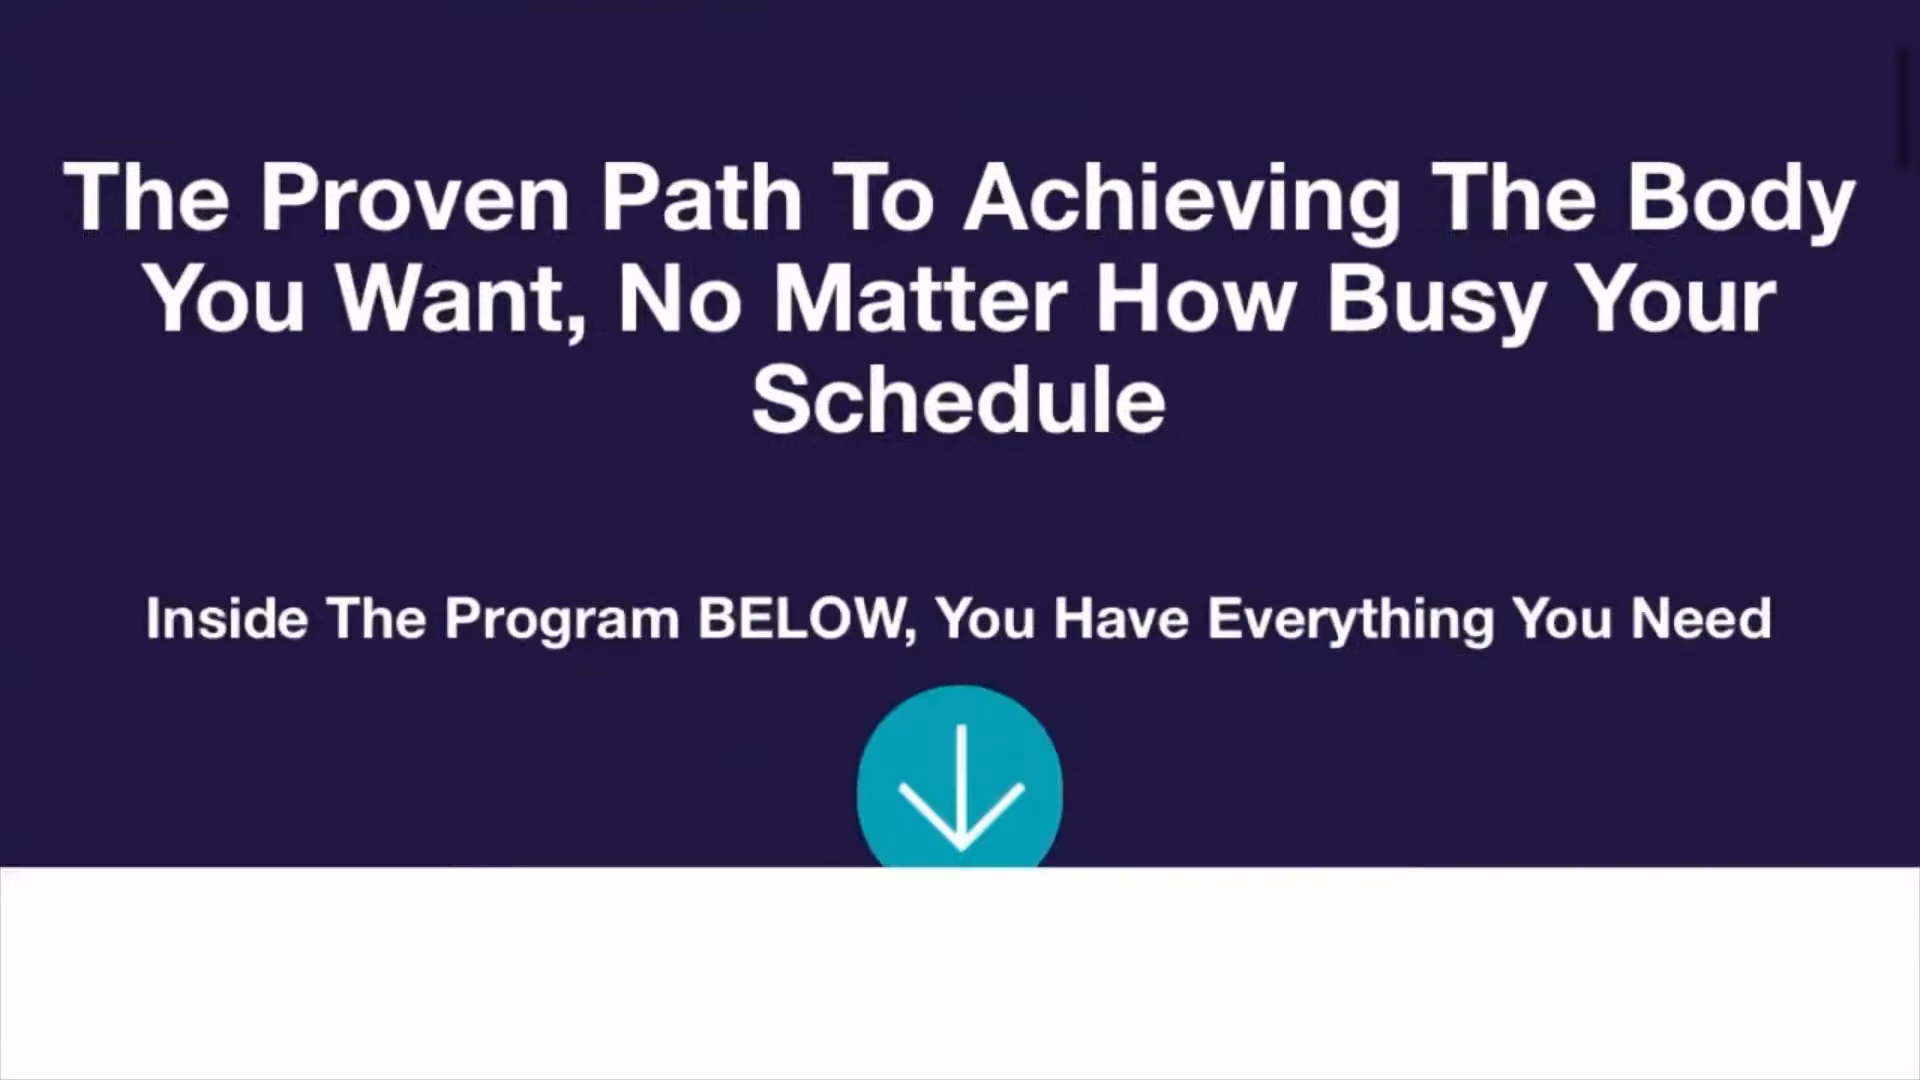 The Proven Path To Achieving The Body
You Want, No Matter How Busy Your
Schedule
Inside The Program BELOW, You Have Everything You Need